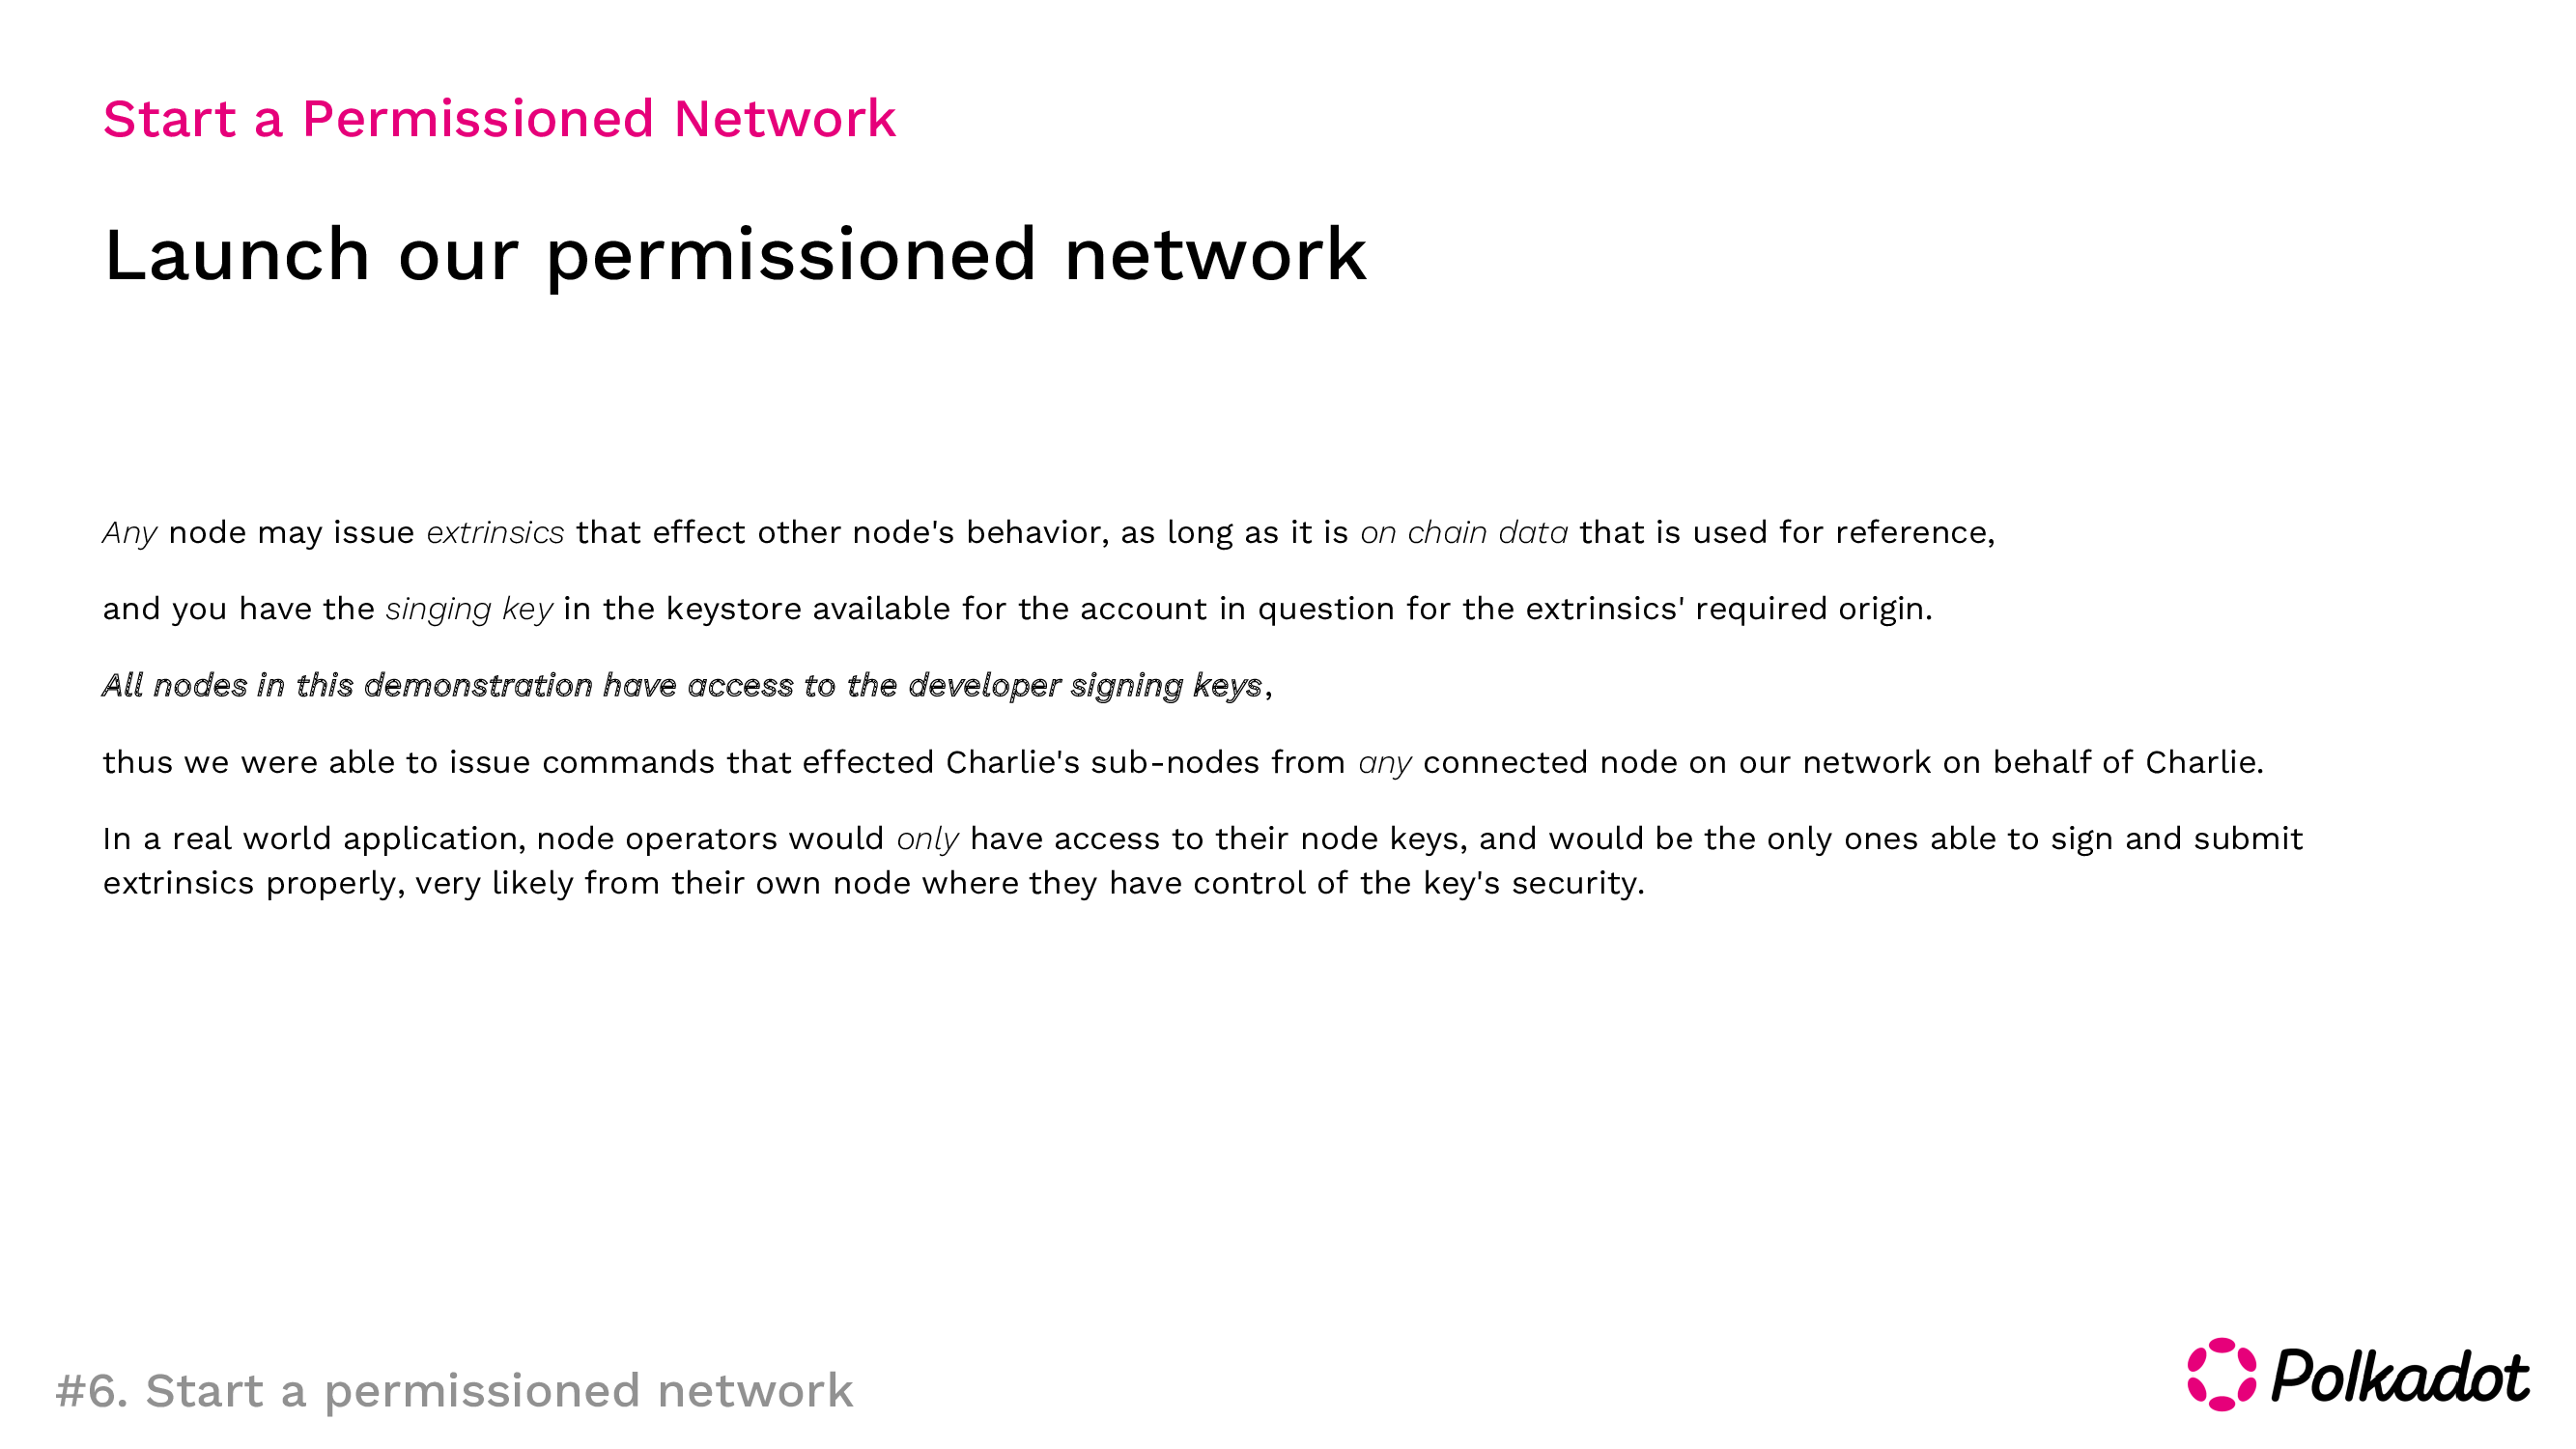 Start a Permissioned Network
Launch our permissioned network
Any node may issue extrinsics that effect other node's behavior, as long as it is on chain data that is used for reference,
and you have the singing key in the keystore available for the account in question for the extrinsics' required origin.
All nodes in this demonstration have access to the developer signing keys,
thus we were able to issue commands that effected Charlie's sub-nodes from any connected node on our network on behalf of Charlie.
In a real world application, node operators would only have access to their node keys, and would be the only ones able to sign and submit
extrinsics properly, very likely from their own node where they have control of the key's security.
#6. Start a permissioned network
Polkadot